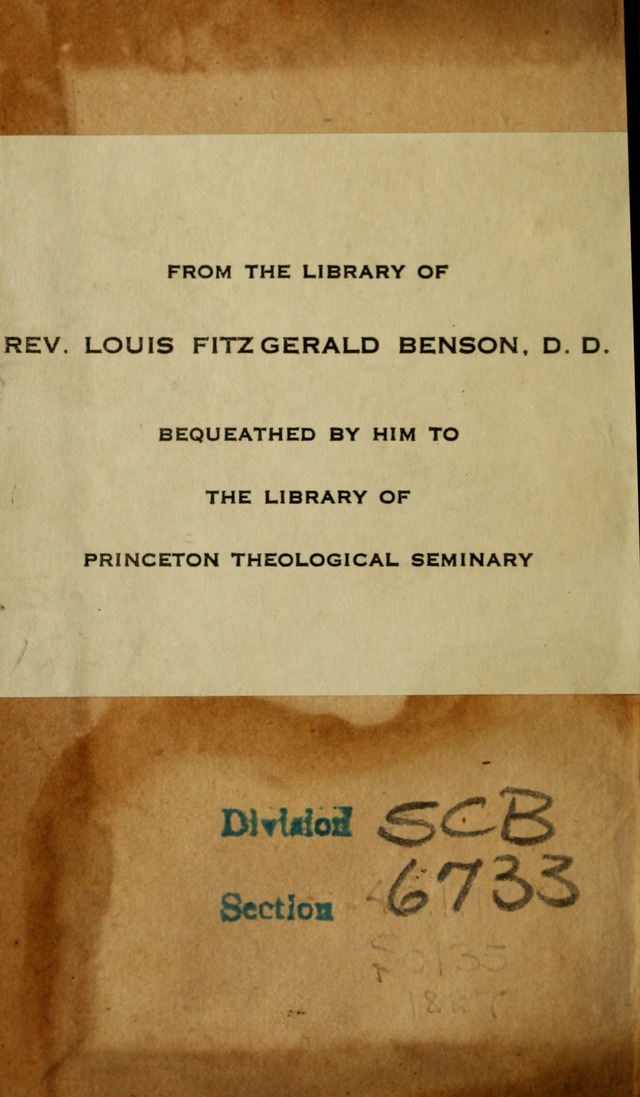 FROM THE LIBRARY OF
REV. LOUIS FITZGERALD BENSON, D. D.
BEQUEATHED BY HIM TO
THE LIBRARY OF
PRINCETON THEOLOGICAL SEMINARY
Division SCB
Section 6733